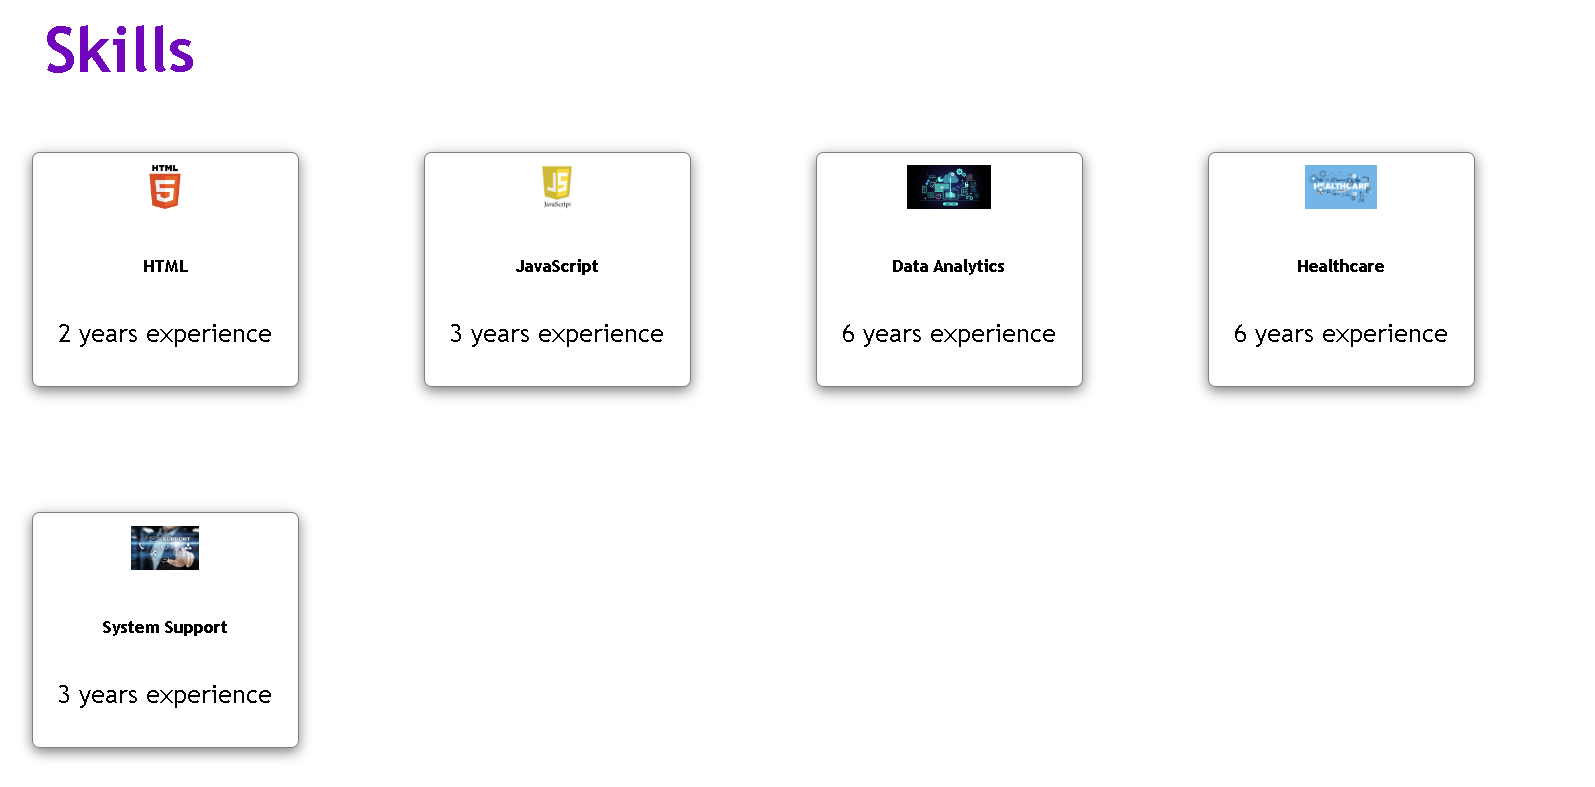 Skills
HTML
5
HTML
2 years experience
JS
JavaScript
JavaScript
3 years experience
Data Analytics
6 years experience
HEALTHCARE
Healthcare
6 years experience
SUPPORT
System Support
3 years experience